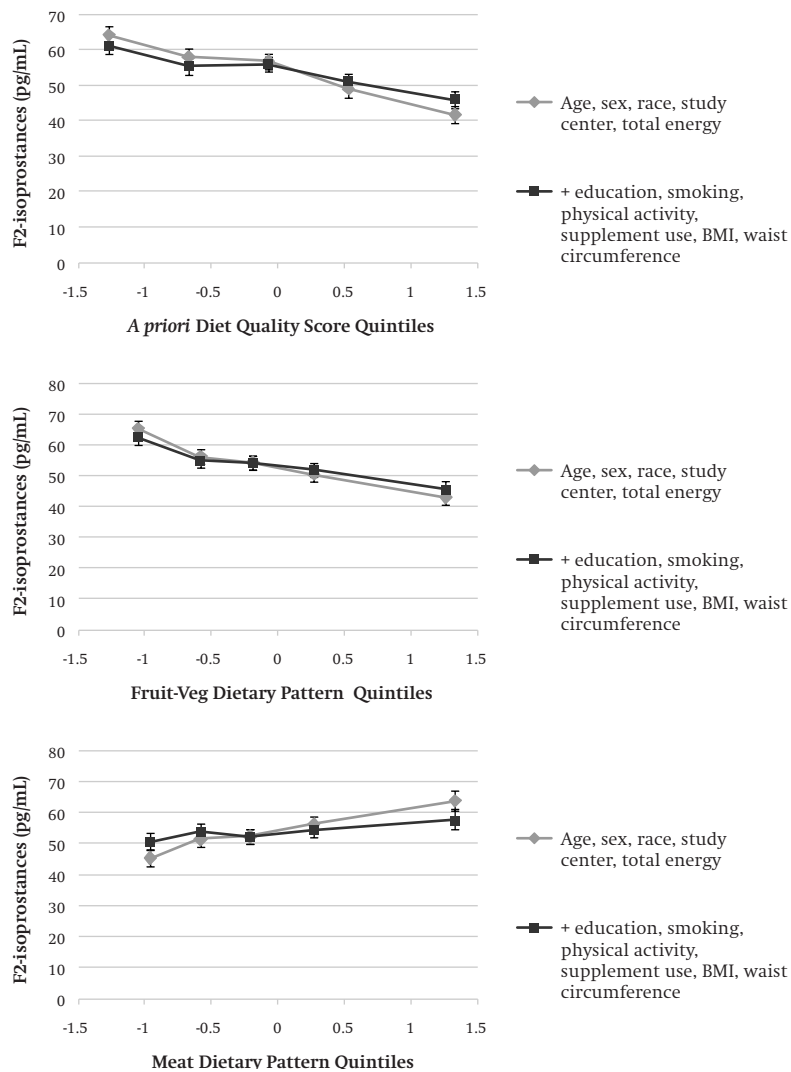 F2-isoprostances (pg/mL)
70
60
50
40
30
20
10
0
-1.5 -1 -0.5 0 0.5 1 1.5
A priori Diet Quality Score Quintiles
Age, sex, race, study
center, total energy
+ education, smoking,
physical activity,
supplement use, BMI, waist
circumference
F2-isoprostances (pg/mL)
80
70
60
50
40
30
20
10
0
-1.5 -1 -0.5 0 0.5 1 1.5
Fruit-Veg Dietary Pattern Quintiles
Age, sex, race, study
center, total energy
+ education, smoking,
physical activity,
supplement use, BMI, waist
circumference
F2-isoprostances (pg/mL)
80
70
60
50
40
30
20
10
0
-1.5 -1 -0.5 0 0.5 1 1.5
Meat Dietary Pattern Quintiles
Age, sex, race, study
center, total energy
+ education, smoking,
physical activity,
supplement use, BMI, waist
circumference